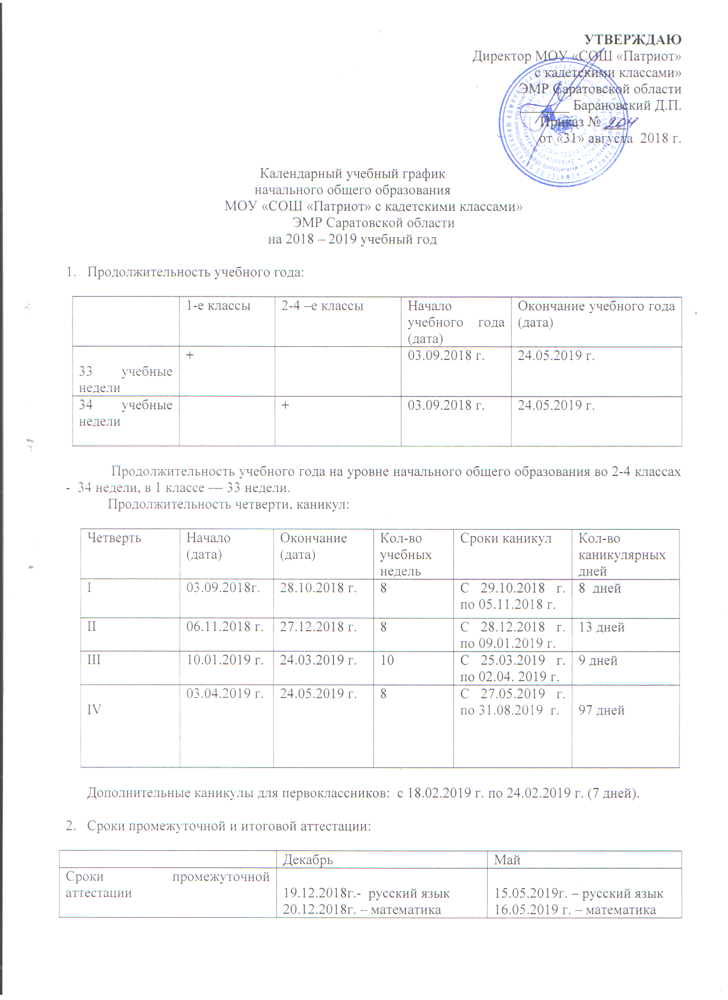 УТВЕРЖДАЮ
Директор МОУ «СОШ «Патриот»
с кадетскими классами»
ЭМР Саратовской области
________ Барановский Д.П.
Приказ № 204
от «31» августа 2018 г.
Календарный учебный график
начального общего образования
МОУ «СОШ «Патриот» с кадетскими классами»
ЭМР Саратовской области
на 2018 – 2019 учебный год
1. Продолжительность учебного года:
1-е классы 2-4 –е классы Начало Окончание учебного года
учебного года (дата)
(дата)
+ 03.09.2018 г. 24.05.2019 г.
33 учебные
недели
34 учебные + 03.09.2018 г. 24.05.2019 г.
недели
Продолжительность учебного года на уровне начального общего образования во 2-4 классах
- 34 недели, в 1 классе — 33 недели.
Продолжительность четверти, каникул:
Четверть Начало Окончание Кол-во Сроки каникул Кол-во
(дата) (дата) учебных каникулярных
недель дней
I 03.09.2018г. 28.10.2018 г. 8 С 29.10.2018 г. 8 дней
по 05.11.2018 г.
II 06.11.2018 г. 27.12.2018 г. 8 С 28.12.2018 г. 13 дней
по 09.01.2019 г.
III 10.01.2019 г. 24.03.2019 г. 10 С 25.03.2019 г. 9 дней
по 02.04. 2019 г.
03.04.2019 г. 24.05.2019 г. 8 С 27.05.2019 г.
IV по 31.08.2019 г. 97 дней
Дополнительные каникулы для первоклассников: с 18.02.2019 г. по 24.02.2019 г. (7 дней).
2. Сроки промежуточной и итоговой аттестации:
Декабрь Май
Сроки промежуточной
аттестации 19.12.2018г.- русский язык 15.05.2019г. – русский язык
20.12.2018г. – математика 16.05.2019 г. – математика